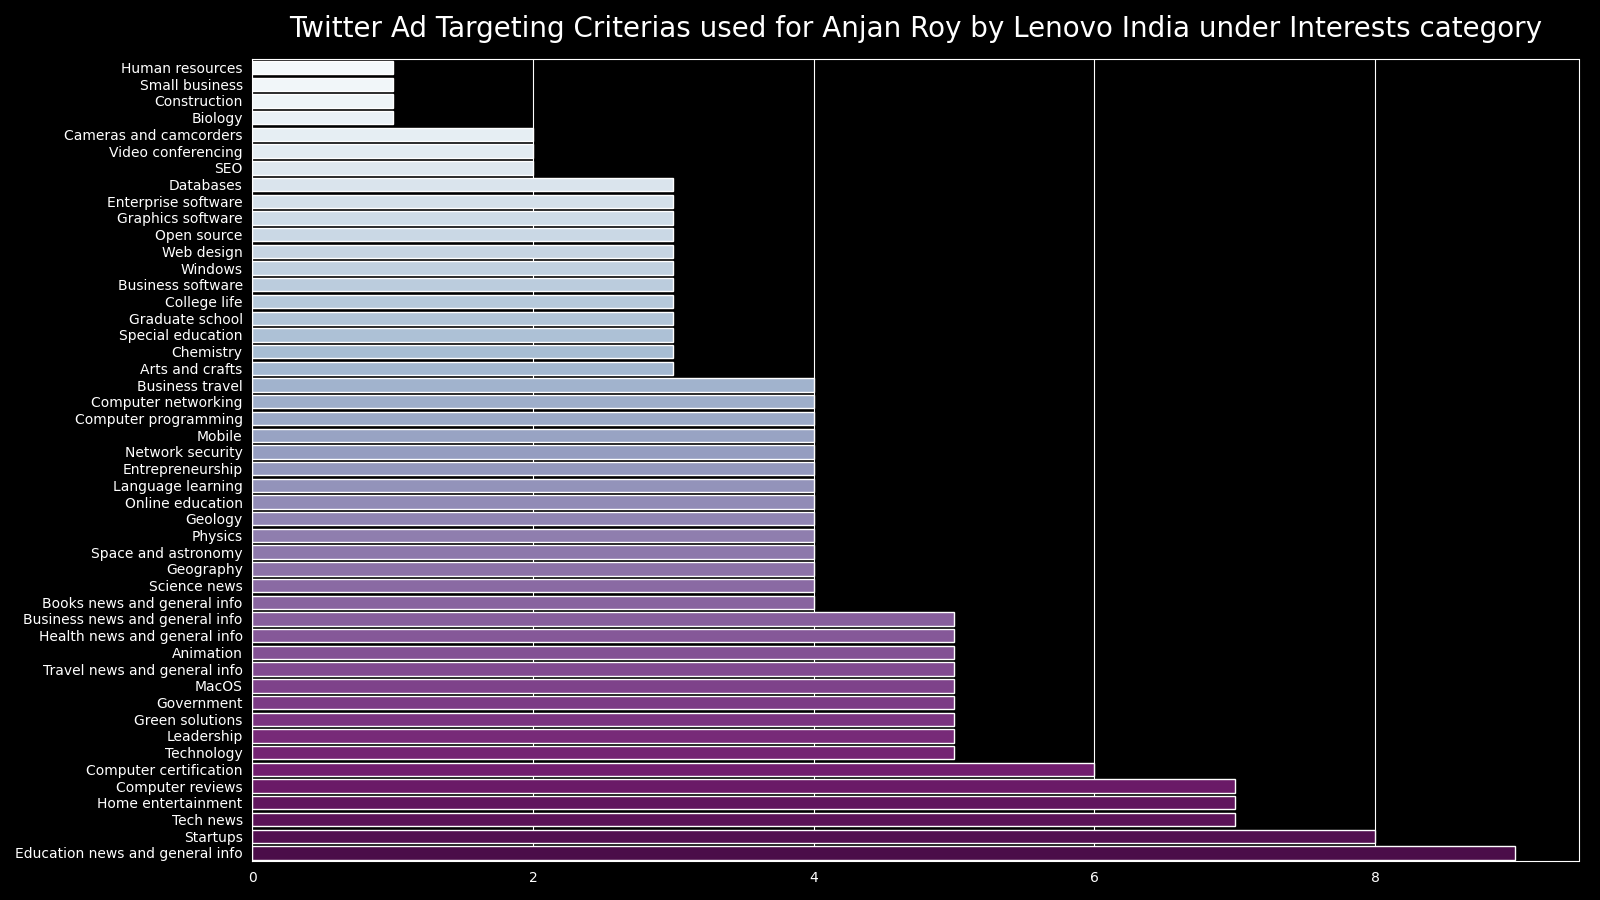 Twitter Ad Targeting Criterias used for Anjan Roy by Lenovo India under Interests category
Human resources
Small business
Construction
Biology
Cameras and camcorders
Video conferencing
SEO
Databases
Enterprise software
Graphics software
Open source
Web design
Windows
Business software
College life
Graduate school
Special education
Chemistry
Arts and crafts
Business travel
Computer networking
Computer programming
Mobile
Network security
Entrepreneurship
Language learning
Online education
Geology
Physics
Space and astronomy
Geography
Science news
Books news and general info
Business news and general info
Health news and general info
Animation
Travel news and general info
MacOS
Government
Green solutions
Leadership
Technology
Computer certification
Computer reviews
Home entertainment
Tech news
Startups
Education news and general info
0 2 4 6 8